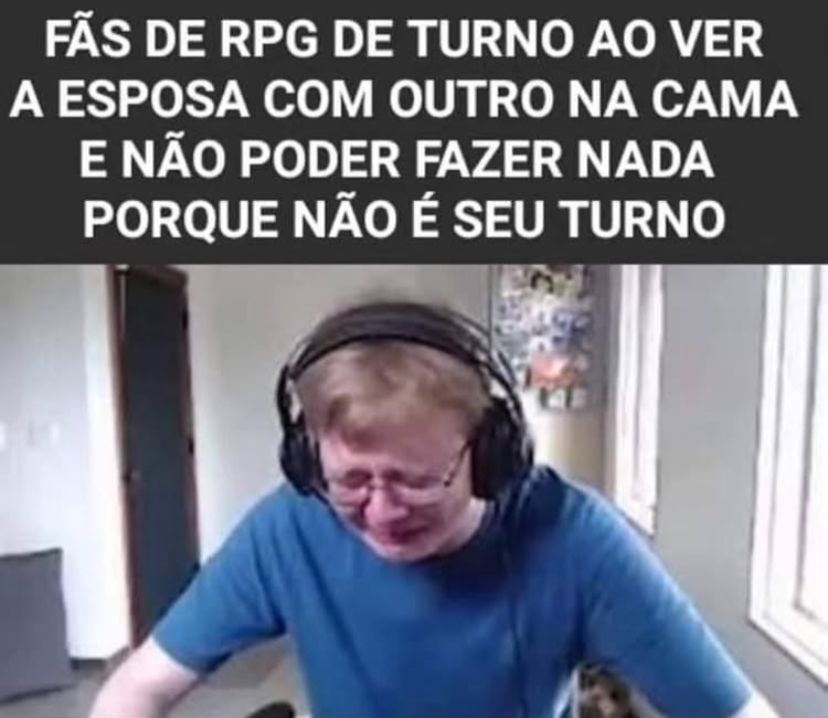 FÃS DE RPG DE TURNO AO VER
A ESPOSA COM OUTRO NA CAMA
E NÃO PODER FAZER NADA
PORQUE NÃO É SEU TURNO